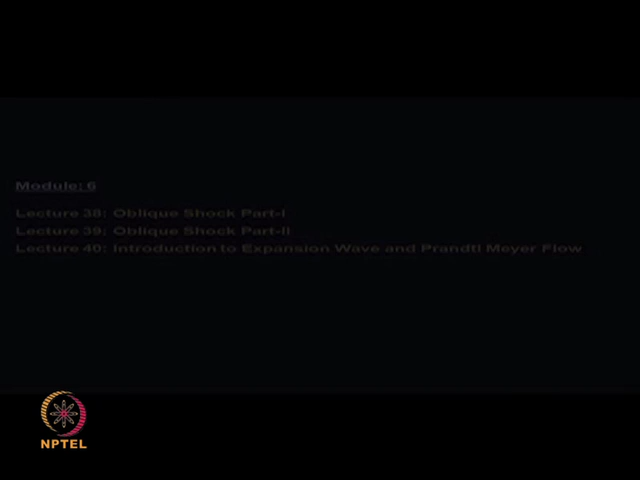 Module: 6
Lecture 38: Oblique Shock Part-I
Lecture 39: Oblique Shock Part-II
Lecture 40: Introduction to Expansion Wave and Prandtl Meyer Flow
NPTEL